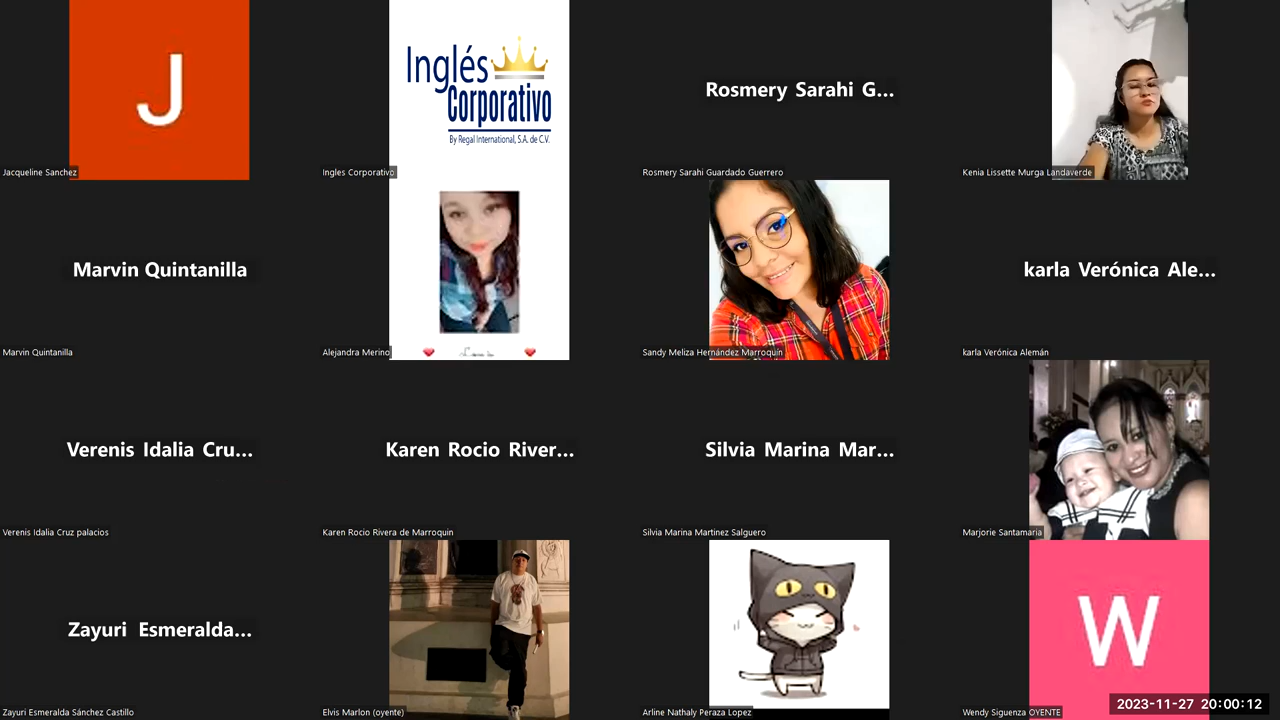 J
Jacqueline Sanchez
Inglés
Corporativo
By Regal International, S.A. de C.V.
Ingles Corporativo
Rosmery Sarahi G...
Rosmery Sarahi Guardado Guerrero
Kenia Lissette Murga Landaverde
Marvin Quintanilla
Marvin Quintanilla
Alejandra Merino
Sandy Meliza Hernández Marroquín
karla Verónica Ale...
karla Verónica Alemán
Verenis Idalia Cru...
Verenis Idalia Cruz palacios
Karen Rocio River...
Karen Rocio Rivera de Marroquin
Silvia Marina Mar...
Silvia Marina Martinez Salguero
Marjorie Santamaria
Zayuri Esmeralda...
Zayuri Esmeralda Sánchez Castillo
Elvis Marlon (oyente)
Arline Nathaly Peraza Lopez
W
Wendy Siguenza OYENTE
2023-11-27 20:00:12